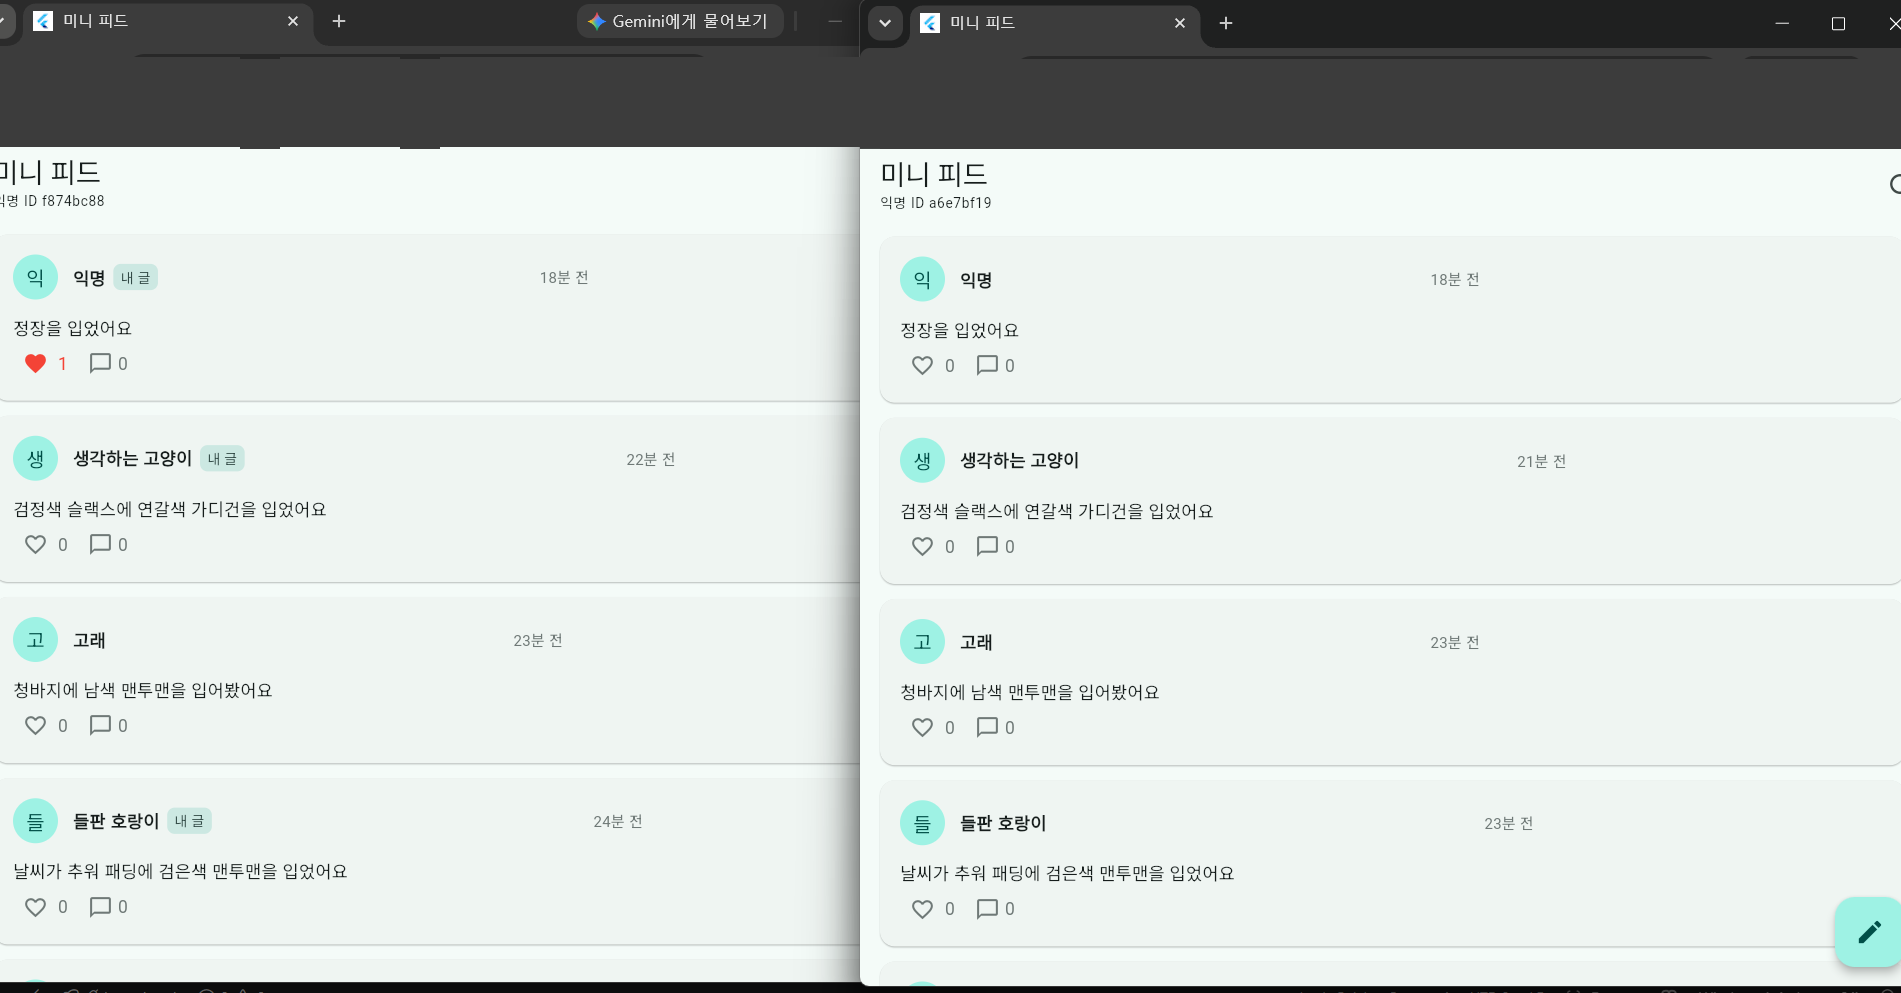 미니 피드
Gemini에게 물어보기
미니 피드
익명 ID f874bc88
익명 내 글 18분 전
정장을 입었어요
1 0
생각하는 고양이 내 글 22분 전
검정색 슬랙스에 연갈색 가디건을 입었어요
0 0
고래 23분 전
청바지에 남색 맨투맨을 입어봤어요
0 0
들판 호랑이 내 글 24분 전
날씨가 추워 패딩에 검은색 맨투맨을 입었어요
0 0
미니 피드
미니 피드
익명 ID a6e7bf19
익명 18분 전
정장을 입었어요
0 0
생각하는 고양이 21분 전
검정색 슬랙스에 연갈색 가디건을 입었어요
0 0
고래 23분 전
청바지에 남색 맨투맨을 입어봤어요
0 0
들판 호랑이 23분 전
날씨가 추워 패딩에 검은색 맨투맨을 입었어요
0 0